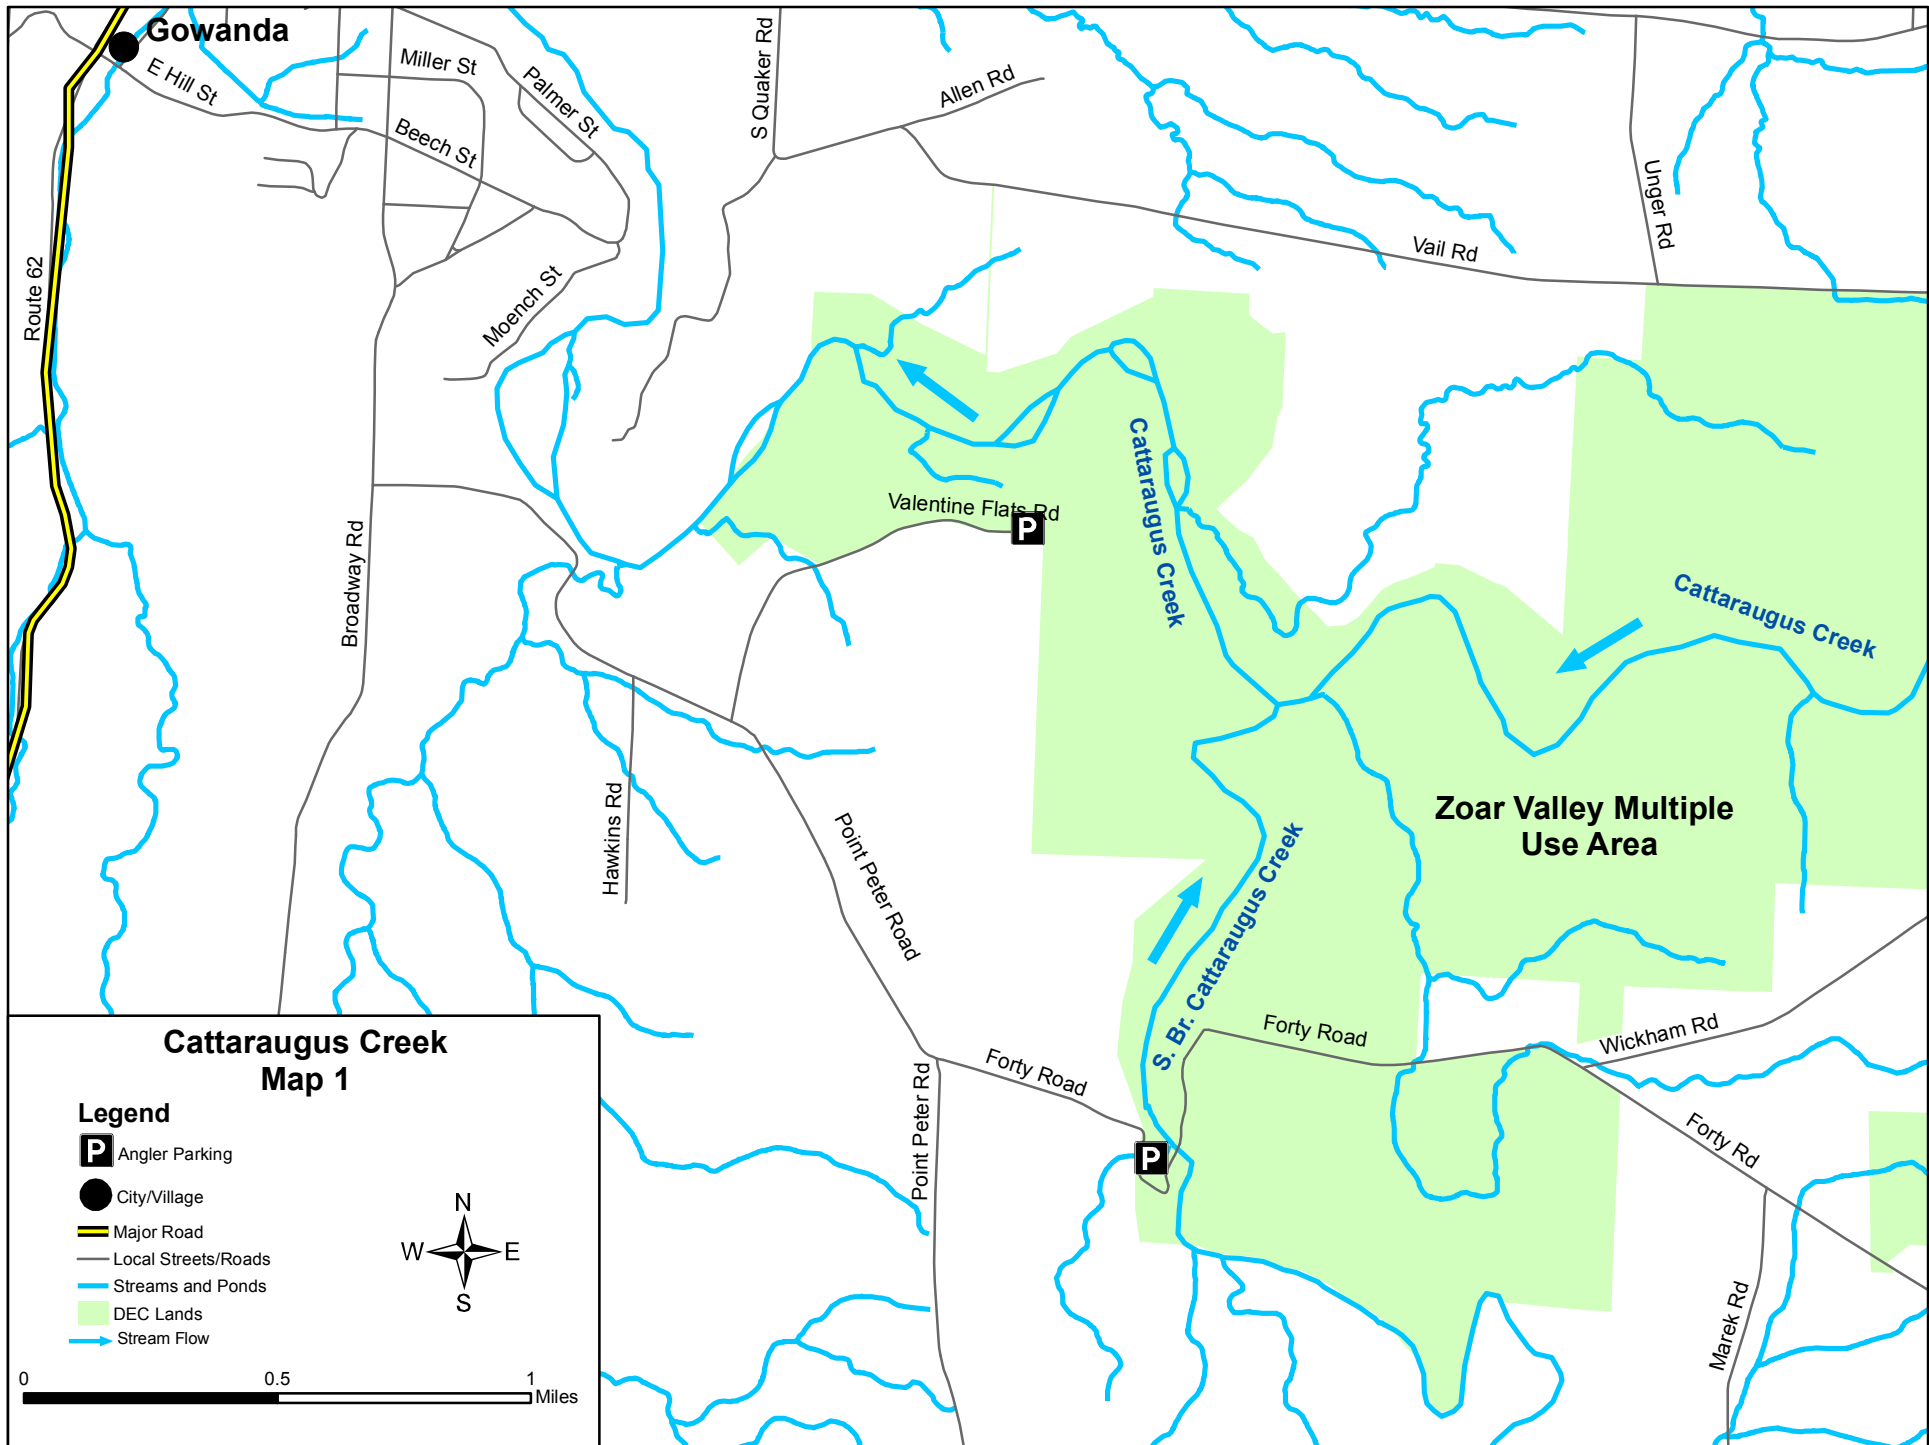 Gowanda
E Hill St
Miller St
Palmer St
Beech St
S Quaker Rd
Allen Rd
Unger Rd
Vail Rd
Route 62
Moench St
Cattaraugus Creek
Valentine Flats Rd
P
Broadway Rd
Cattaraugus Creek
Hawkins Rd
Point Peter Road
Zoar Valley Multiple
Use Area
S. Br. Cattaraugus Creek
Forty Road
Wickham Rd
Forty Road
Point Peter Rd
P
Forty Rd
Marek Rd
Cattaraugus Creek
Map 1
Legend
P Angler Parking
City/Village
Major Road
Local Streets/Roads
Streams and Ponds
DEC Lands
Stream Flow
N
W E
S
0 0.5 1
Miles